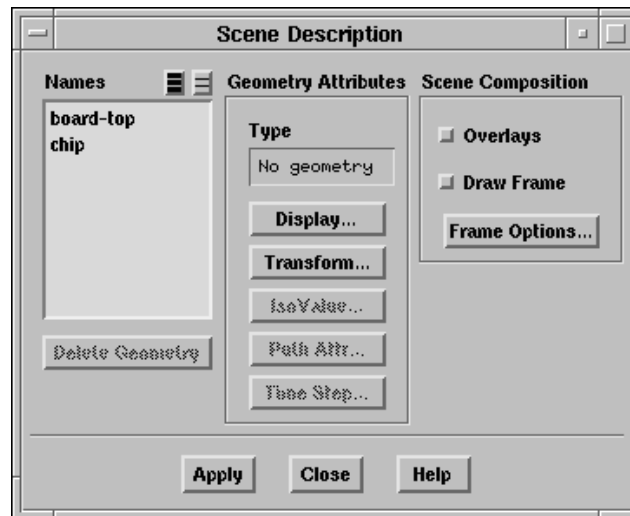 Scene Description
Names
board-top
chip
Delete Geometry
Geometry Attributes
Type
No geometry
Display...
Transform...
IsoValue...
Path Attr...
Time Step...
Scene Composition
Overlays
Draw Frame
Frame Options...
Apply
Close
Help